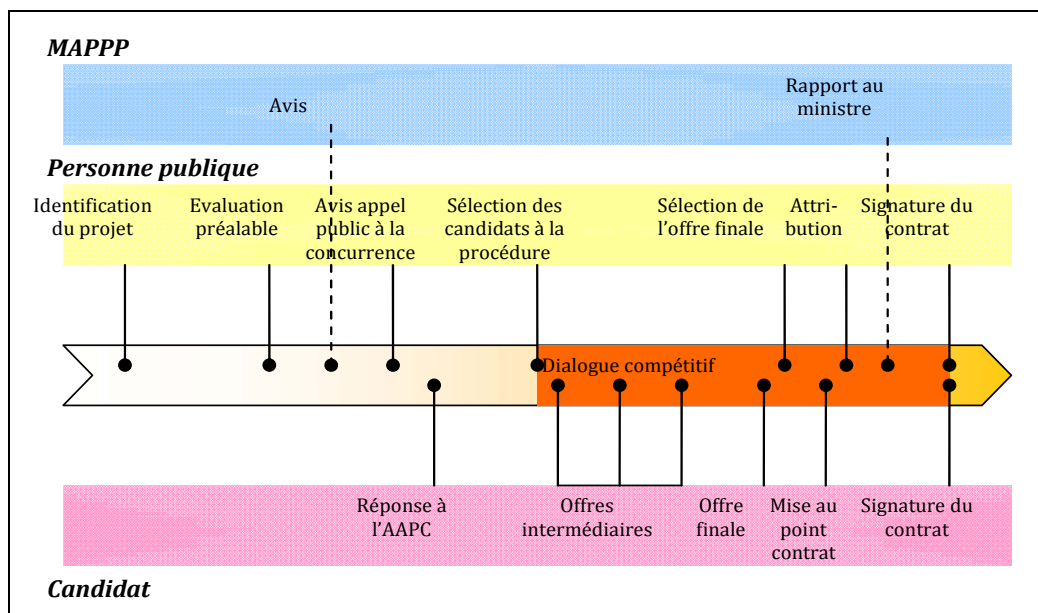 MAPPP
Avis
Rapport au
ministre
Personne publique
Identification
du projet
Evaluation
préalable
Avis appel
public à la
concurrence
Sélection des
candidats à la
procédure
Sélection de
l’offre finale
Attri-
bution
Signature du
contrat
Dialogue compétitif
Réponse à
l’AAPC
Offres
intermédiaires
Offre
finale
Mise au
point
contrat
Signature du
contrat
Candidat